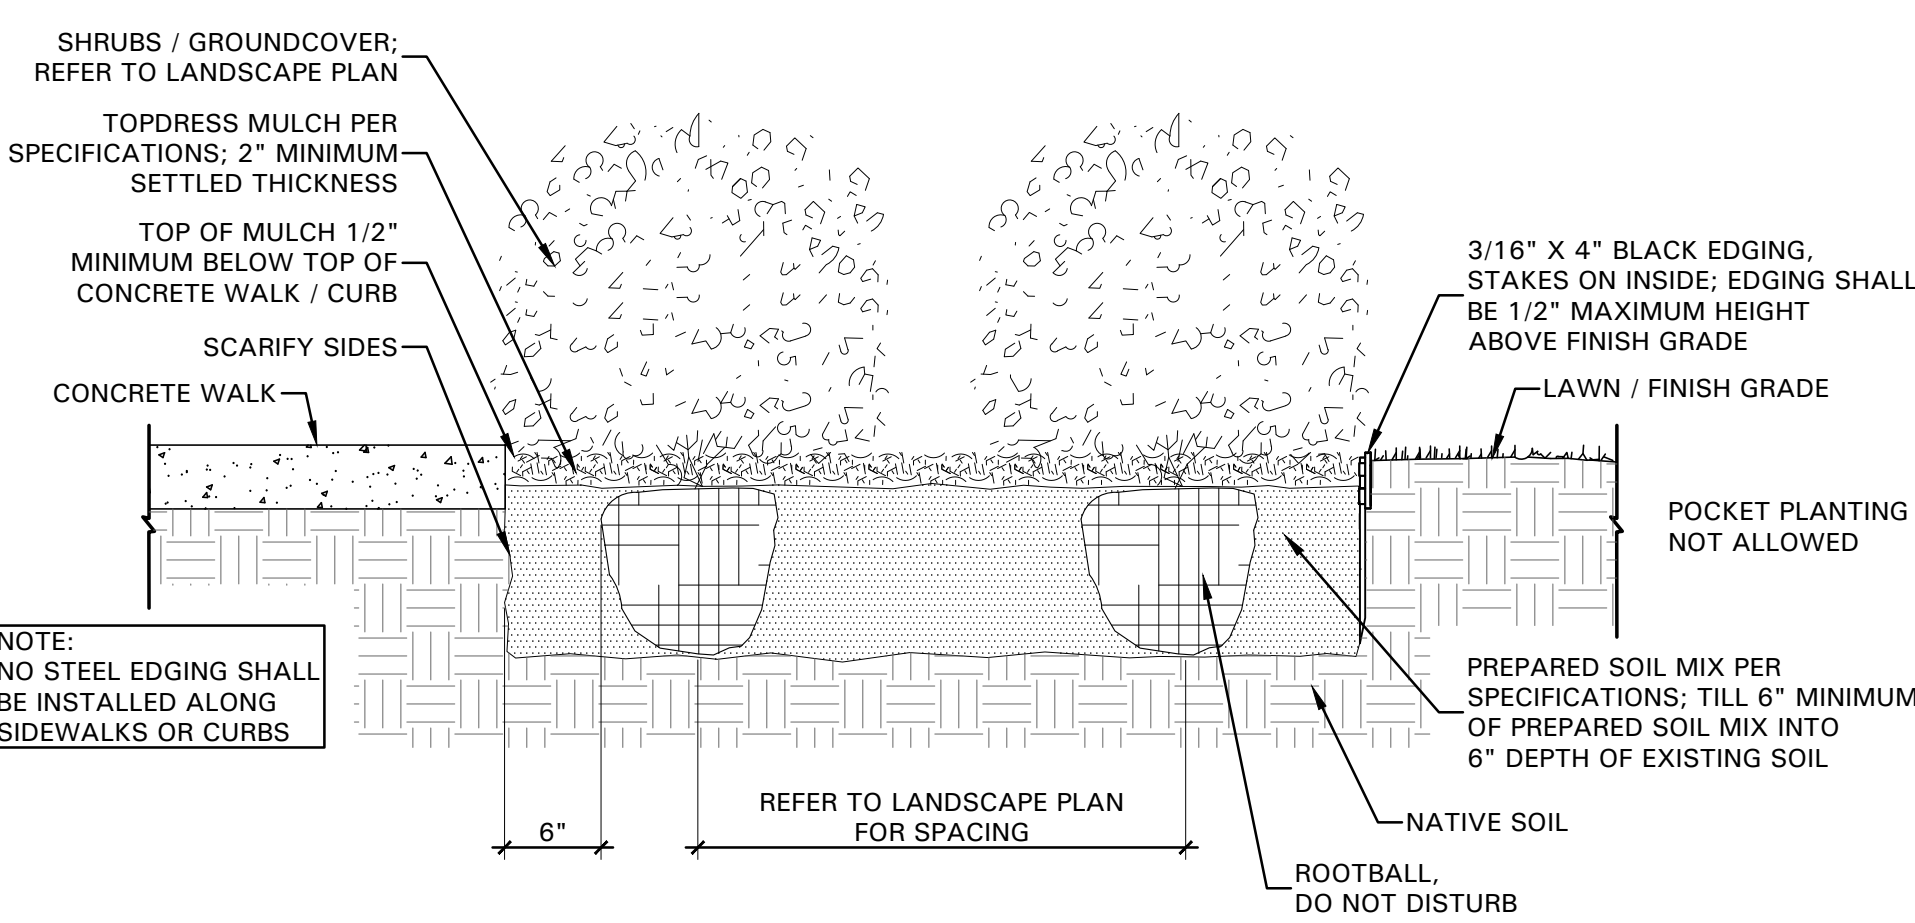 SHRUBS / GROUNDCOVER;
REFER TO LANDSCAPE PLAN
TOPDRESS MULCH PER
SPECIFICATIONS; 2" MINIMUM
SETTLED THICKNESS
TOP OF MULCH 1/2"
MINIMUM BELOW TOP OF
CONCRETE WALK / CURB
SCARIFY SIDES
CONCRETE WALK
NOTE:
NO STEEL EDGING SHALL
BE INSTALLED ALONG
SIDEWALKS OR CURBS
6"
REFER TO LANDSCAPE PLAN
FOR SPACING
3/16" X 4" BLACK EDGING,
STAKES ON INSIDE; EDGING SHALL
BE 1/2" MAXIMUM HEIGHT
ABOVE FINISH GRADE
LAWN / FINISH GRADE
POCKET PLANTING
NOT ALLOWED
PREPARED SOIL MIX PER
SPECIFICATIONS; TILL 6" MINIMUM
OF PREPARED SOIL MIX INTO
6" DEPTH OF EXISTING SOIL
NATIVE SOIL
ROOTBALL,
DO NOT DISTURB